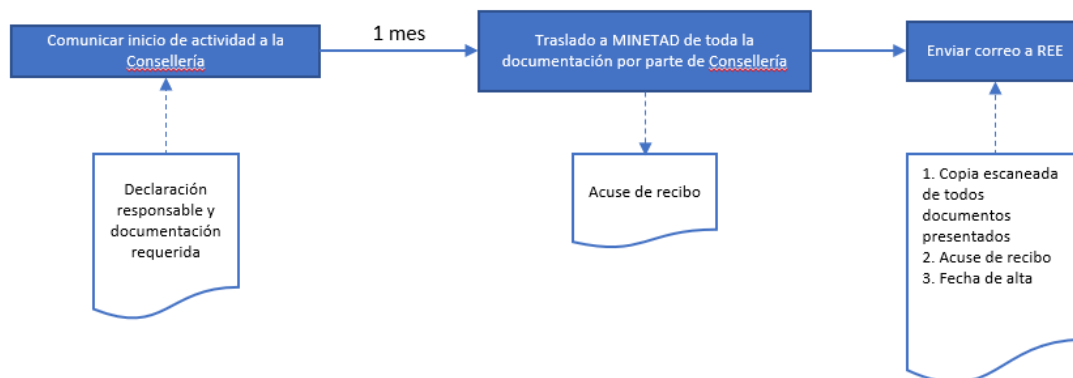 Comunicar inicio de actividad a la
Consellería
1 mes
Traslado a MINETAD de toda la
documentación por parte de Consellería
Enviar correo a REE
Declaración
responsable y
documentación
requerida
Acuse de recibo
1. Copia escaneada
de todos
documentos
presentados
2. Acuse de recibo
3. Fecha de alta